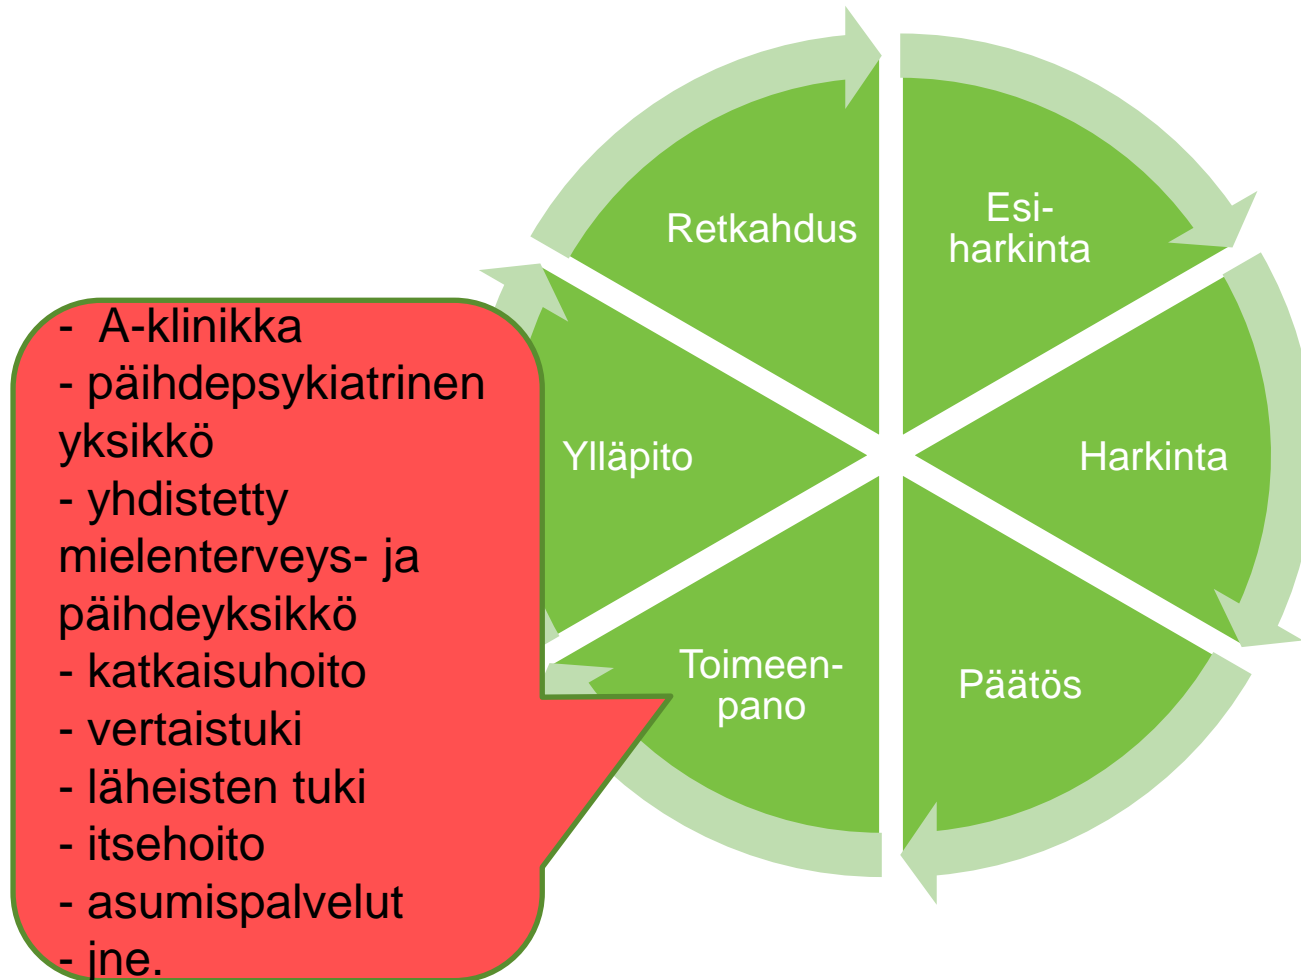 Retkahdus
Esi-
harkinta
Harkinta
Päätös
Toimeen-
pano
Ylläpito
- A-klinikka
- päihdepsykiatrinen
yksikkö
- yhdistetty
mielenterveys- ja
päihdeyksikkö
- katkaisuhoito
- vertaistuki
- läheisten tuki
- itsehoito
- asumispalvelut
- jne.